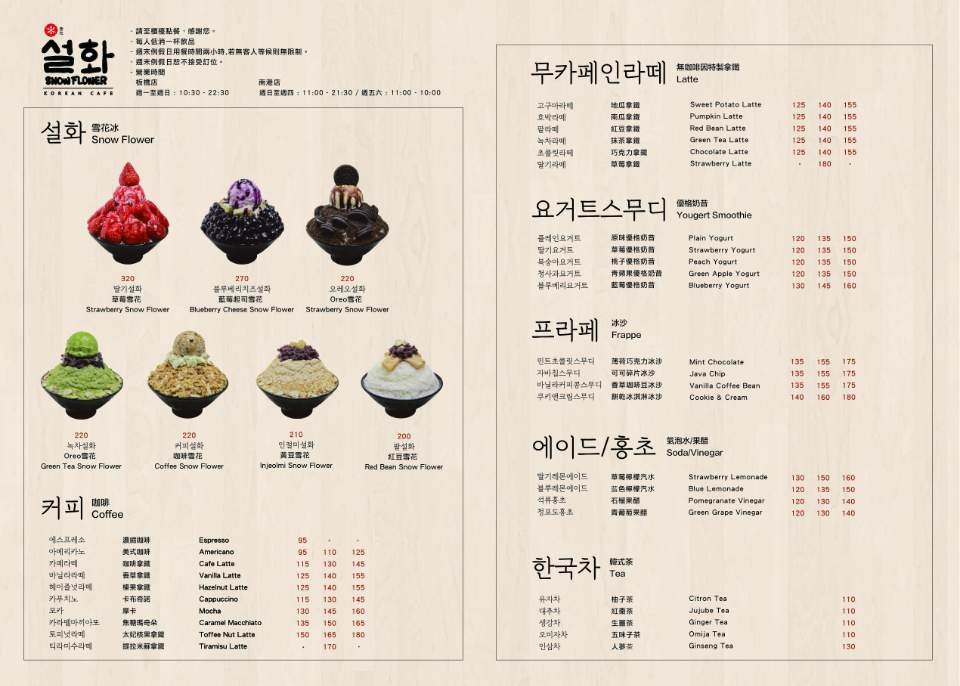 雪花
설화
SNOW FLOWER
KOREAN CAFE
- 請至櫃檯點餐，感謝您。
- 每人低消一杯飲品
- 週末例假日用餐時間兩小時,若無客人等候則無限制。
- 週末例假日恕不接受訂位。
- 營業時間
板橋店 南港店
週一至週日：10:30 - 22:30 週日至週四：11:00 - 21:30 / 週五六：11:00 - 10:00
설화 雪花冰
Snow Flower
320 270 220
딸기설화 블루베리치즈설화 오레오설화
草莓雪花 藍莓起司雪花 Oreo雪花
Strawberry Snow Flower Blueberry Cheese Snow Flower Strawberry Snow Flower
220 220 210 200
녹차설화 커피설화 인절미설화 팥설화
Oreo雪花 咖啡雪花 黃豆雪花 紅豆雪花
Green Tea Snow Flower Coffee Snow Flower Injeolmi Snow Flower Red Bean Snow Flower
커피 咖啡
Coffee
에스프레소 濃縮咖啡 Espresso 95 - -
아메리카노 美式咖啡 Americano 95 110 125
카페라떼 咖啡拿鐵 Cafe Latte 115 130 145
바닐라라떼 香草拿鐵 Vanilla Latte 125 140 155
헤이즐넛라떼 榛果拿鐵 Hazelnut Latte 125 140 155
카푸치노 卡布奇諾 Cappuccino 115 130 145
모카 摩卡 Mocha 130 145 160
카라멜마끼아또 焦糖瑪奇朵 Caramel Macchiato 135 150 165
토피넛라떼 太妃核果拿鐵 Toffee Nut Latte 150 165 180
티라미수라떼 提拉米蘇拿鐵 Tiramisu Latte - 170 -
무카페인라떼 無咖啡因特製拿鐵
Latte
고구마라떼 地瓜拿鐵 Sweet Potato Latte 125 140 155
호박라떼 南瓜拿鐵 Pumpkin Latte 125 140 155
팥라떼 紅豆拿鐵 Red Bean Latte 125 140 155
녹차라떼 抹茶拿鐵 Green Tea Latte 125 140 155
초콜릿라떼 巧克力拿鐵 Chocolate Latte 125 140 155
딸기라떼 草莓拿鐵 Strawberry Latte - 180 -
요거트스무디 優格奶昔
Yougert Smoothie
플레인요거트 原味優格奶昔 Plain Yogurt 120 135 150
딸기요거트 草莓優格奶昔 Strawberry Yogurt 120 135 150
복숭아요거트 桃子優格奶昔 Peach Yogurt 120 135 150
청사과요거트 青蘋果優格奶昔 Green Apple Yogurt 120 135 150
블루베리요거트 藍莓優格奶昔 Blueberry Yogurt 130 145 160
프라페 冰沙
Frappe
민트초콜릿스무디 薄荷巧克力冰沙 Mint Chocolate 135 155 175
자바칩스무디 可可碎片冰沙 Java Chip 135 155 175
바닐라커피콩스무디 香草咖啡豆冰沙 Vanilla Coffee Bean 135 155 175
쿠키앤크림스무디 餅乾冰淇淋冰沙 Cookie & Cream 140 160 180
에이드/홍초 氣泡水/果醋
Soda/Vinegar
딸기레몬에이드 草莓檸檬汽水 Strawberry Lemonade 130 150 160
블루레몬에이드 藍色檸檬汽水 Blue Lemonade 120 135 150
석류홍초 石榴果醋 Pomegranate Vinegar 120 130 140
청포도홍초 青葡萄果醋 Green Grape Vinegar 120 130 140
한국차 韓式茶
Tea
유자차 柚子茶 Citron Tea 110
대추차 紅棗茶 Jujube Tea 110
생강차 生薑茶 Ginger Tea 110
오미자차 五味子茶 Omija Tea 110
인삼차 人蔘茶 Ginseng Tea 130